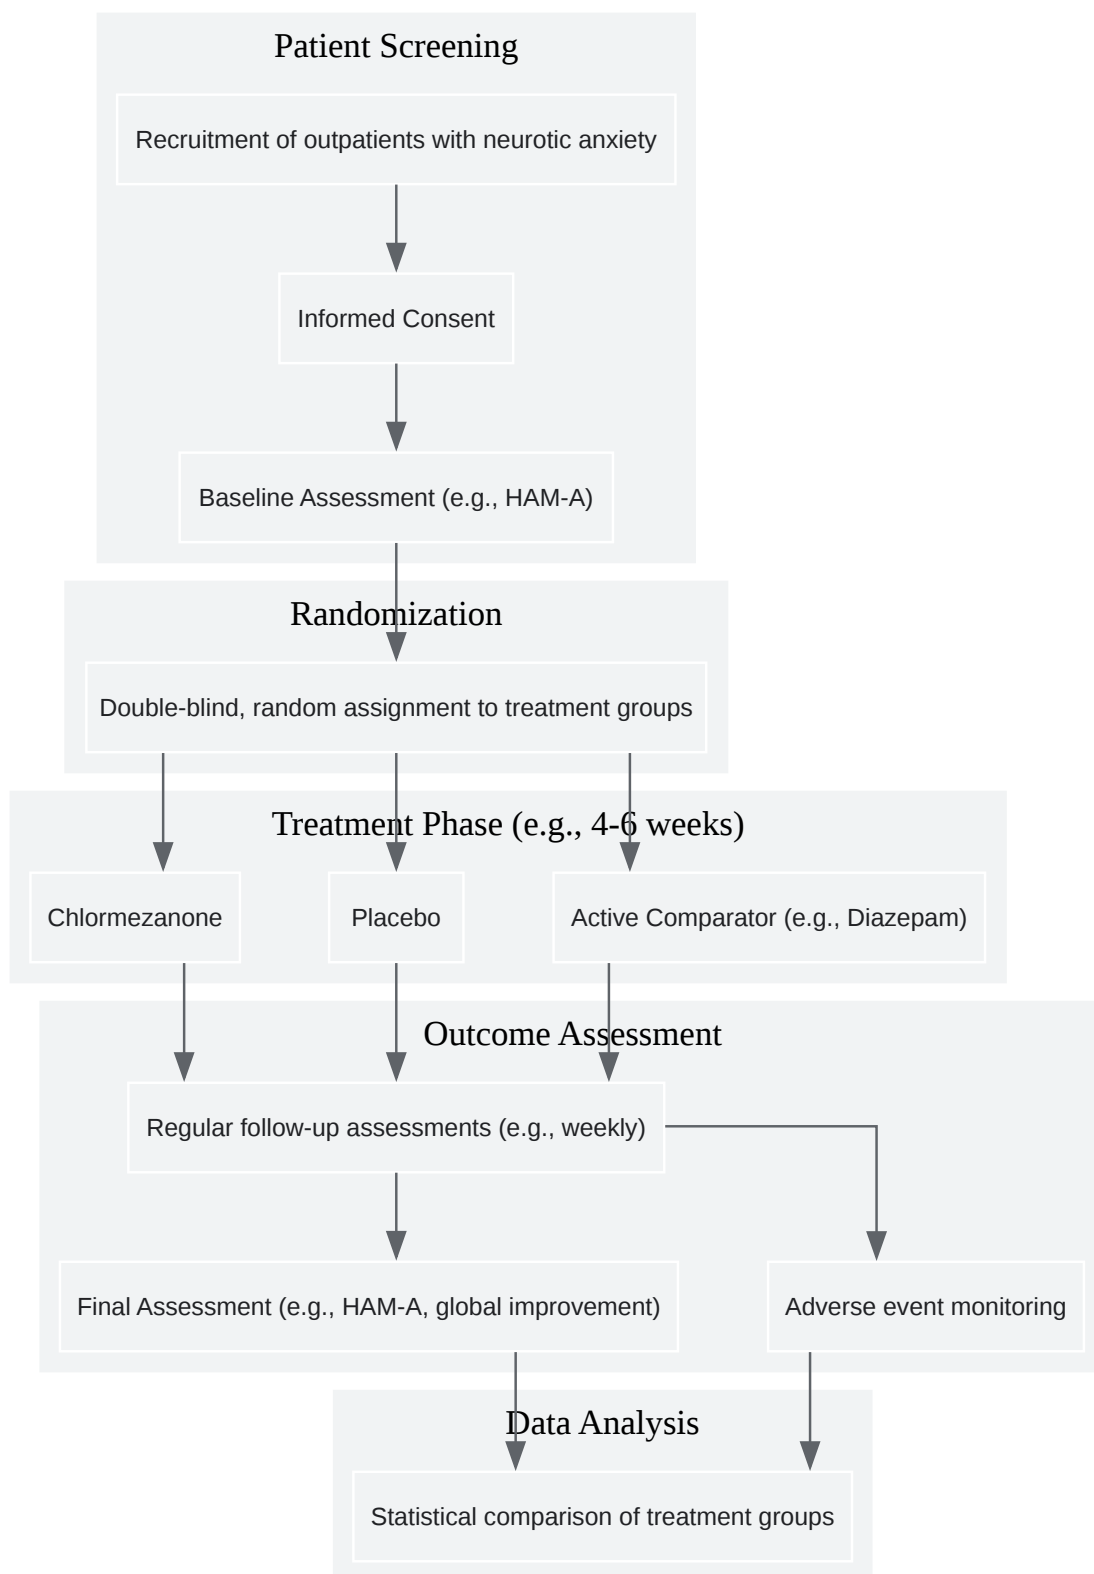 Patient Screening
Recruitment of outpatients with neurotic anxiety
Informed Consent
Baseline Assessment (e.g., HAM-A)
Randomization
Double-blind, random assignment to treatment groups
Treatment Phase (e.g., 4-6 weeks)
Chlormezanone
Placebo
Active Comparator (e.g., Diazepam)
Outcome Assessment
Regular follow-up assessments (e.g., weekly)
Final Assessment (e.g., HAM-A, global improvement)
Adverse event monitoring
Data Analysis
Statistical comparison of treatment groups